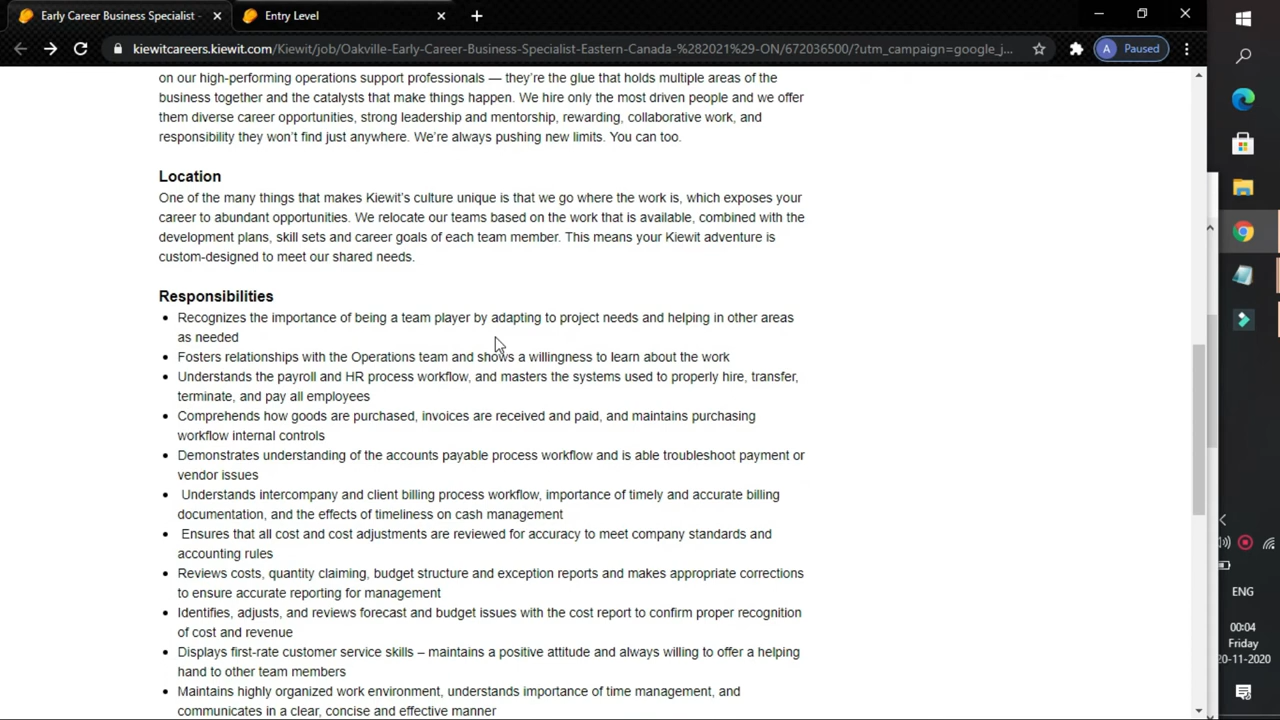 Early Career Business Specialist -
Entry Level
kiewitcareers.kiewit.com/Kiewit/job/Oakville-Early-Career-Business-Specialist-Eastern-Canada-%282021%29-ON/672036500/?utm_campaign=google_j...
A Paused
on our high-performing operations support professionals — they're the glue that holds multiple areas of the
business together and the catalysts that make things happen. We hire only the most driven people and we offer
them diverse career opportunities, strong leadership and mentorship, rewarding, collaborative work, and
responsibility they won't find just anywhere. We're always pushing new limits. You can too.
Location
One of the many things that makes Kiewit's culture unique is that we go where the work is, which exposes your
career to abundant opportunities. We relocate our teams based on the work that is available, combined with the
development plans, skill sets and career goals of each team member. This means your Kiewit adventure is
custom-designed to meet our shared needs.
Responsibilities
• Recognizes the importance of being a team player by adapting to project needs and helping in other areas
as needed
• Fosters relationships with the Operations team and shows a willingness to learn about the work
• Understands the payroll and HR process workflow, and masters the systems used to properly hire, transfer,
terminate, and pay all employees
• Comprehends how goods are purchased, invoices are received and paid, and maintains purchasing
workflow internal controls
• Demonstrates understanding of the accounts payable process workflow and is able troubleshoot payment or
vendor issues
• Understands intercompany and client billing process workflow, importance of timely and accurate billing
documentation, and the effects of timeliness on cash management
• Ensures that all cost and cost adjustments are reviewed for accuracy to meet company standards and
accounting rules
• Reviews costs, quantity claiming, budget structure and exception reports and makes appropriate corrections
to ensure accurate reporting for management
• Identifies, adjusts, and reviews forecast and budget issues with the cost report to confirm proper recognition
of cost and revenue
• Displays first-rate customer service skills – maintains a positive attitude and always willing to offer a helping
hand to other team members
• Maintains highly organized work environment, understands importance of time management, and
communicates in a clear, concise and effective manner
ENG
00:04
Friday
20-11-2020